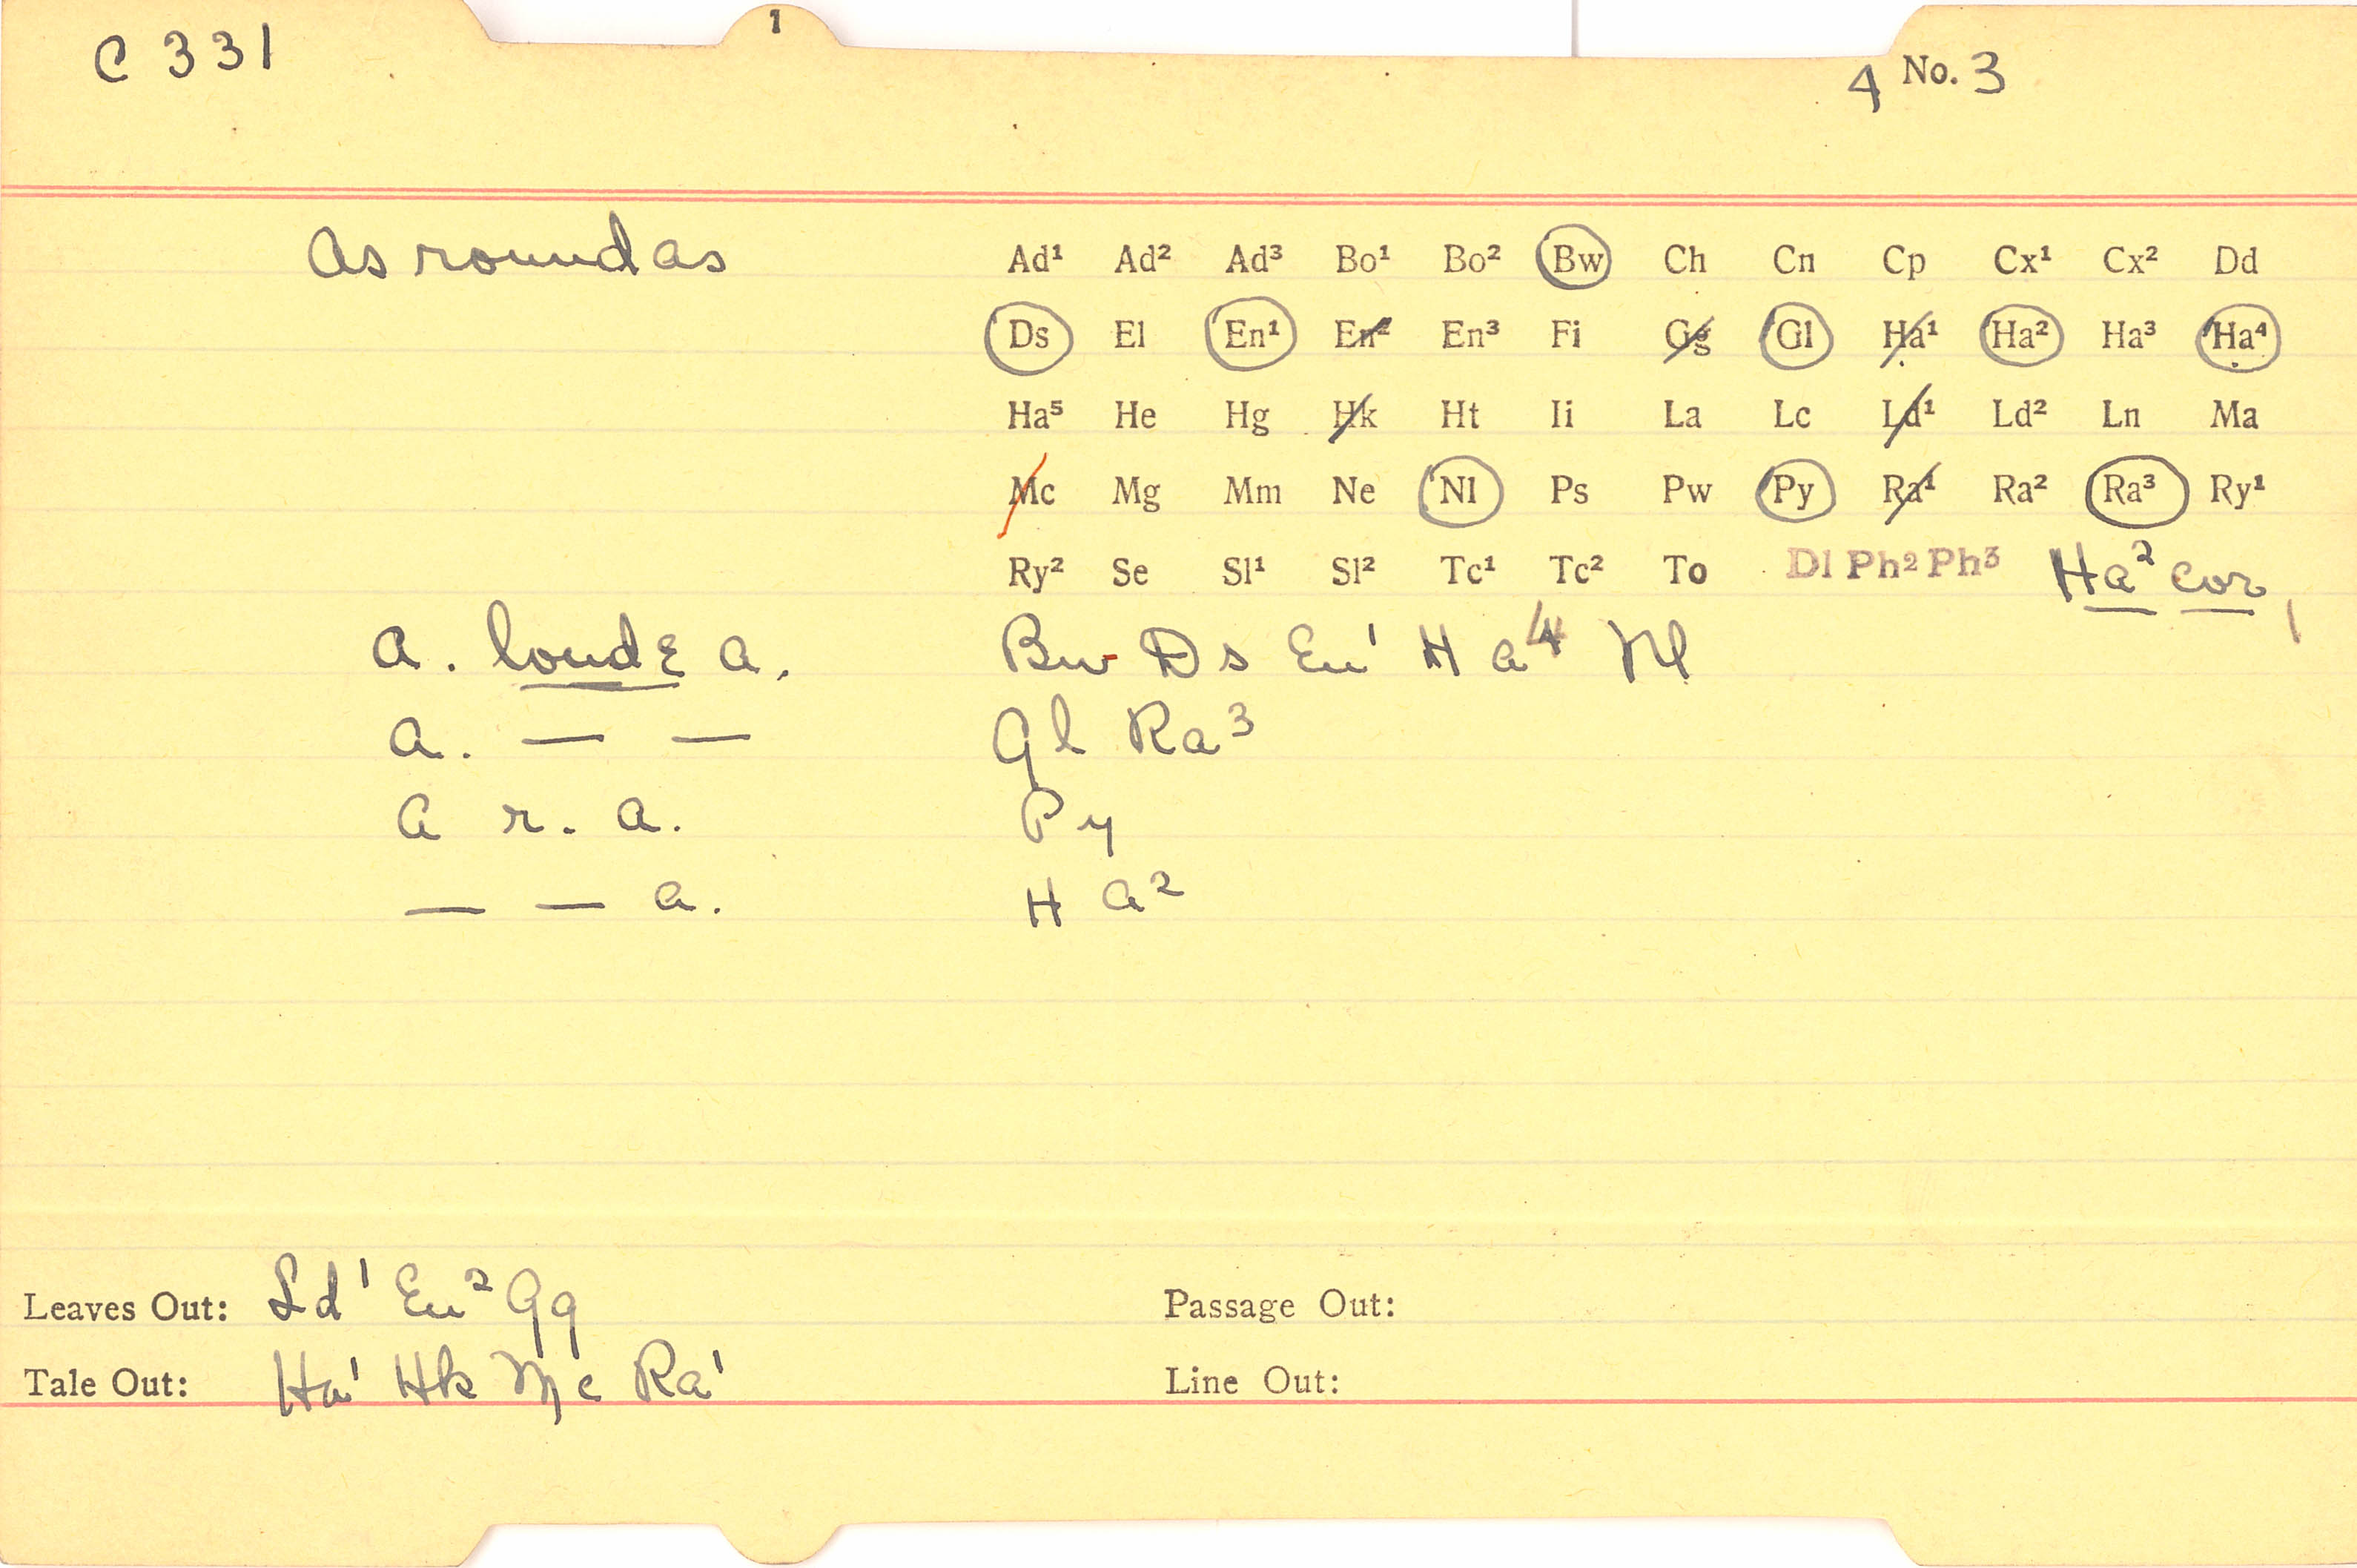 1
C 331
4 No. 3
As round as
Ad¹ Ad² Ad³ Bo¹ Bo² Bw Ch Cn Cp Cx¹ Cx² Dd
Ds El En¹ En² En³ Fi Gg Gl Ha¹ Ha² Ha³ Ha⁴
Ha⁵ He Hg Hk Ht Ii La Lc Ld¹ Ld² Ln Ma
Mc Mg Mm Ne Nl Ps Pw Py Ra¹ Ra² Ra³ Ry¹
Ry² Se Sl¹ Sl² Tc¹ Tc² To Dl Ph² Ph³ Ha² cor
a. loude a. Bw Ds En¹ Ha⁴ Nl
a. — — Gl Ra³
a r. a. Py
— — a. Ha²
Leaves Out: Ld¹ En² Gg Passage Out:
Tale Out: Ha¹ Hk Mc Ra¹ Line Out: